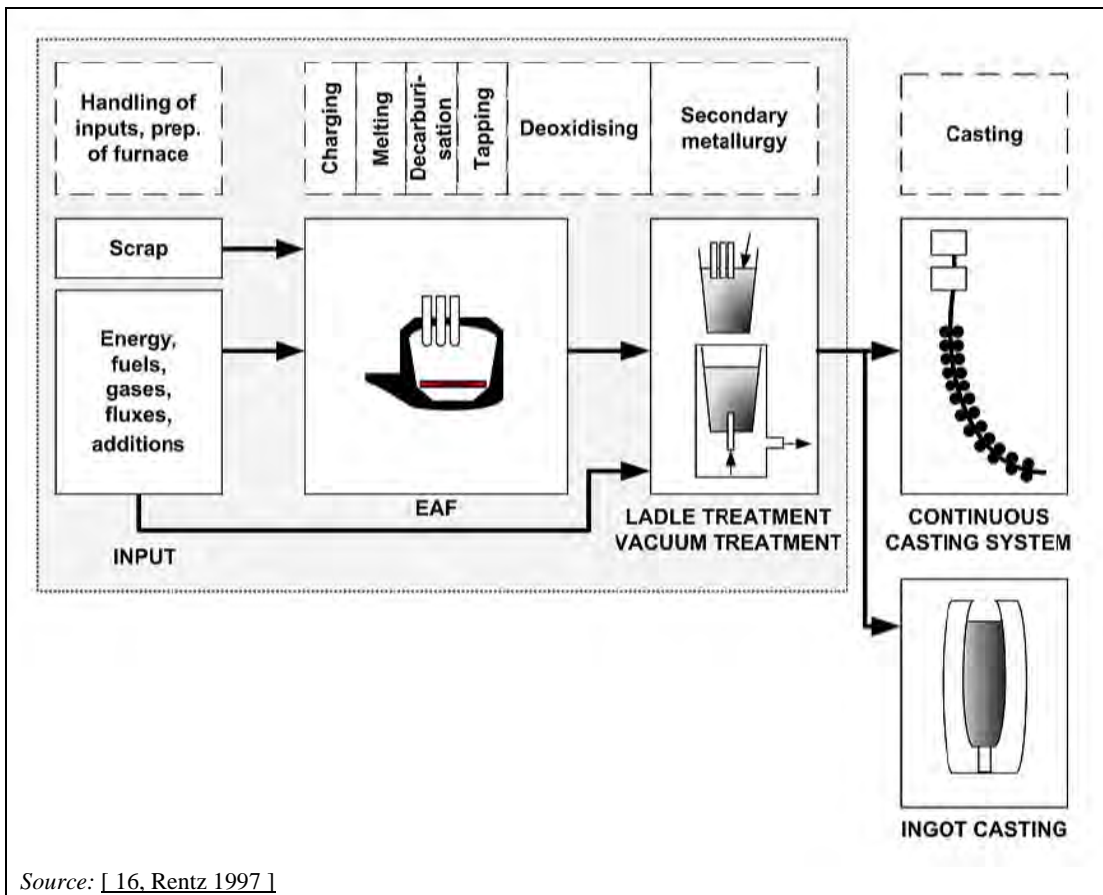 Handling of
inputs, prep.
of furnace
Charging
Melting
Decarburi-
sation
Tapping
Deoxidising
Secondary
metallurgy
Casting
Scrap
Energy,
fuels,
gases,
fluxes,
additions
INPUT
EAF
LADLE TREATMENT
VACUUM TREATMENT
CONTINUOUS
CASTING SYSTEM
INGOT CASTING
Source: [ 16, Rentz 1997 ]